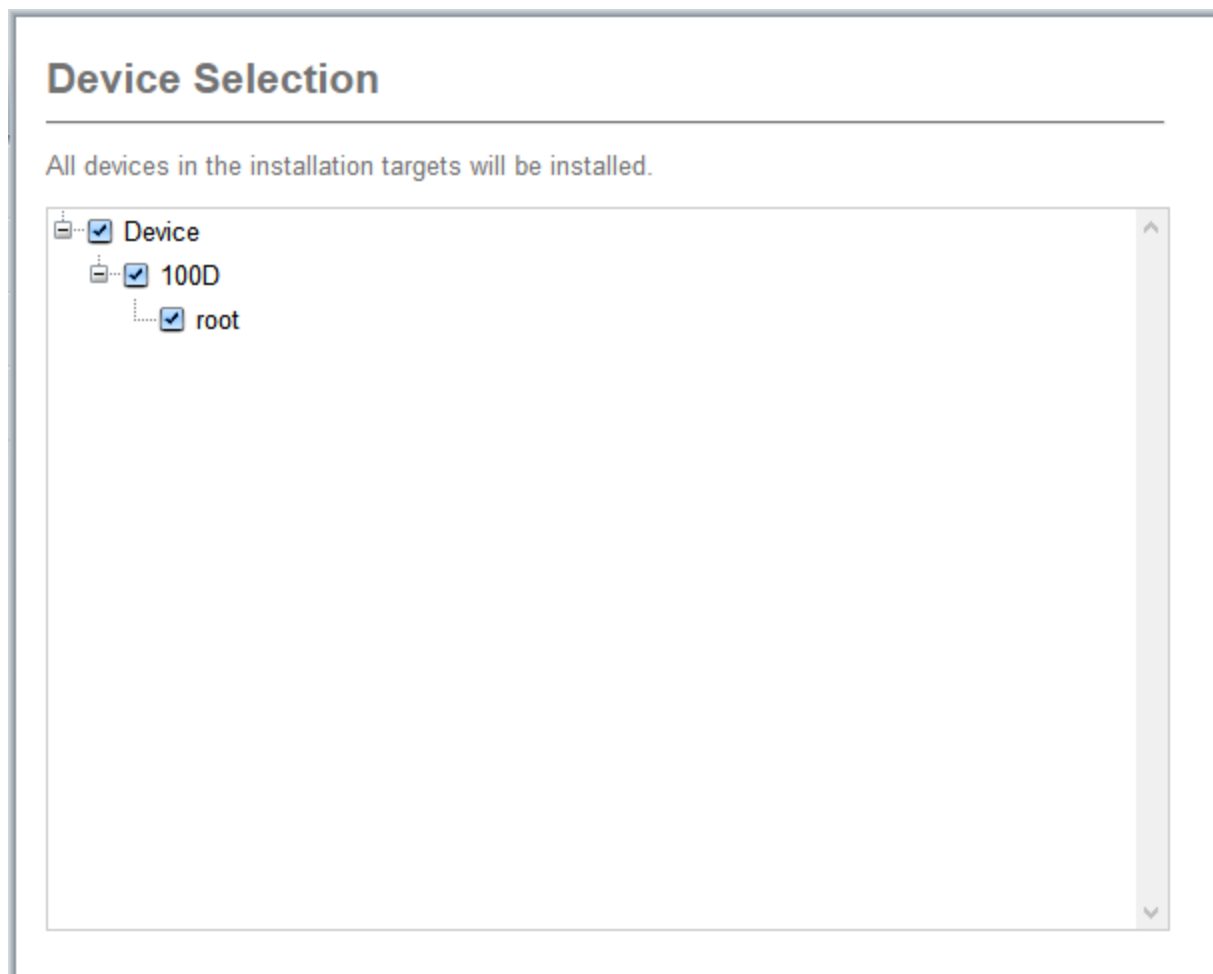 Device Selection
All devices in the installation targets will be installed.
Device
100D
root